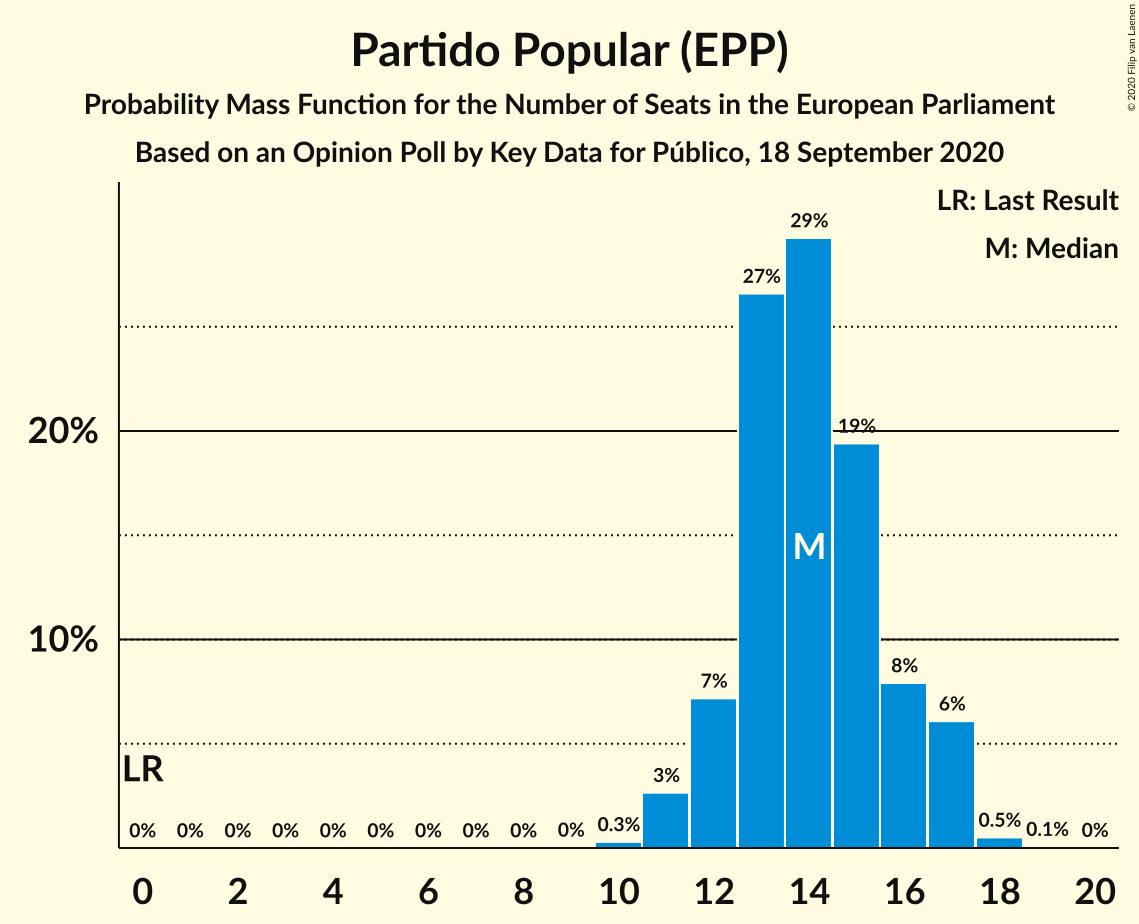 Partido Popular (EPP)
Probability Mass Function for the Number of Seats in the European Parliament
Based on an Opinion Poll by Key Data for Público, 18 September 2020
© 2020 Filip van Laenen
LR: Last Result
M: Median
29%
27%
20%
19%
M
10%
8%
7%
6%
LR
3%
0% 0% 0% 0% 0% 0% 0% 0% 0% 0% 0.3% 0.5% 0.1% 0%
0 2 4 6 8 10 12 14 16 18 20